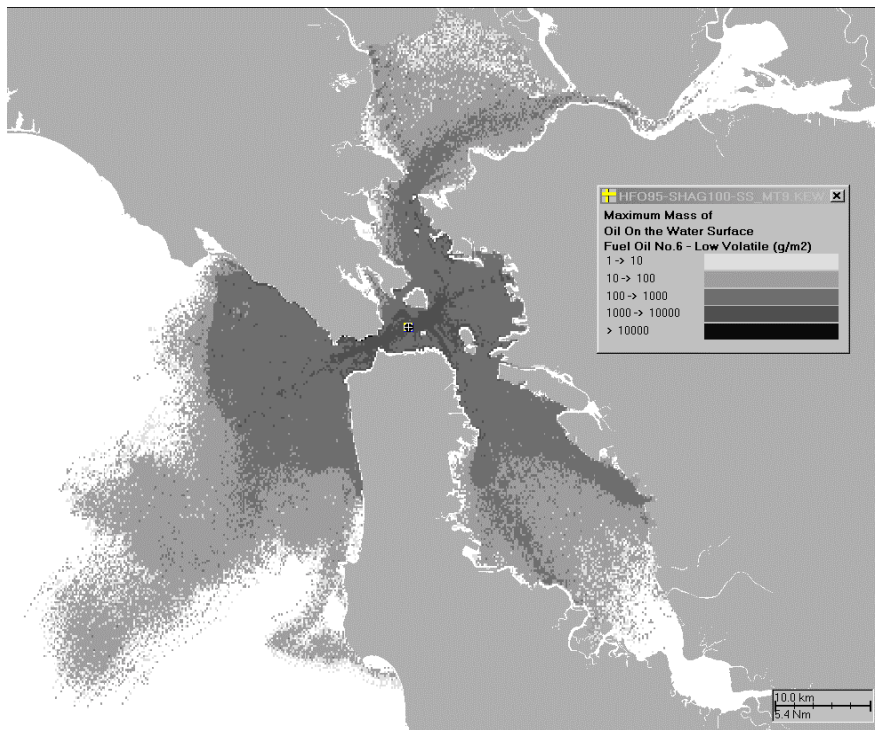 HFO95-SHAG100-SS_MT9.KEW
Maximum Mass of
Oil On the Water Surface
Fuel Oil No.6 - Low Volatile (g/m2)
1 -> 10
10 -> 100
100 -> 1000
1000 -> 10000
> 10000
10.0 km
5.4 Nm